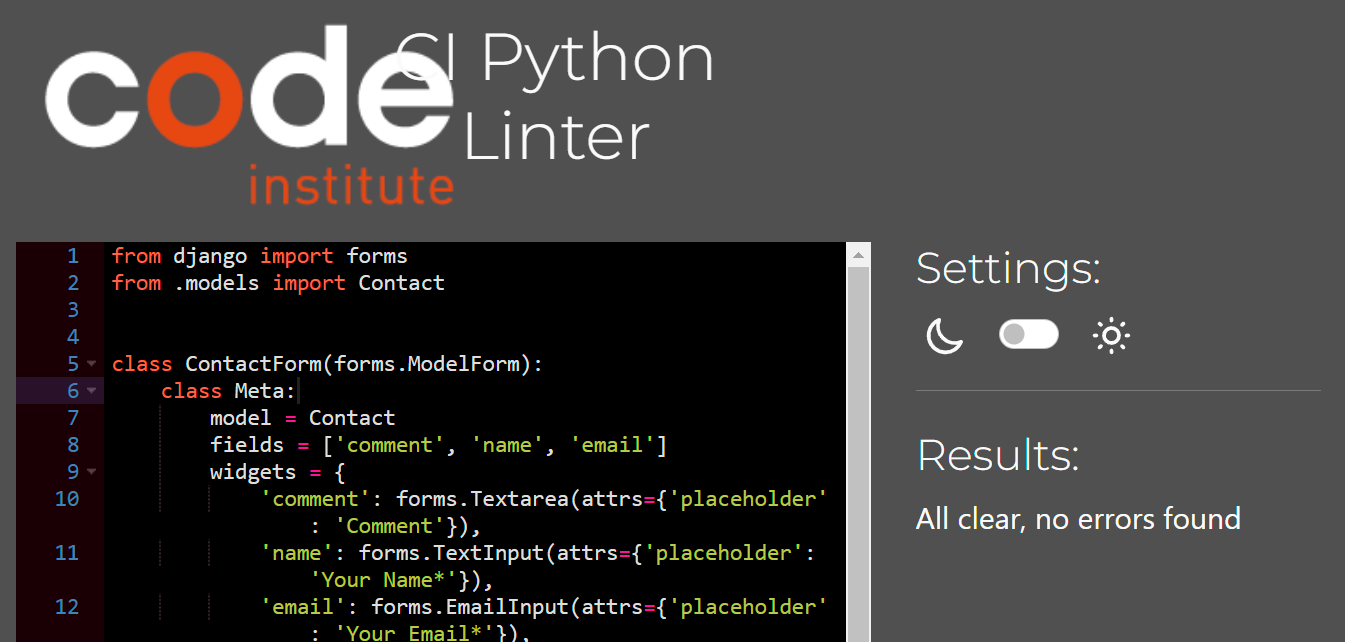 code
institute
CI Python
Linter
1 from django import forms
2 from .models import Contact
3
4
5 class ContactForm(forms.ModelForm):
6 class Meta:
7 model = Contact
8 fields = ['comment', 'name', 'email']
9 widgets = {
10 'comment': forms.Textarea(attrs={'placeholder'
: 'Comment'}),
11 'name': forms.TextInput(attrs={'placeholder':
'Your Name*'}),
12 'email': forms.EmailInput(attrs={'placeholder'
: 'Your Email*'}),
Settings:
Results:
All clear, no errors found